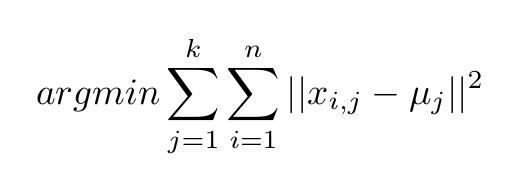 argmin \sum_{j=1}^{k} \sum_{i=1}^{n} ||x_{i,j} - \mu_j||^2